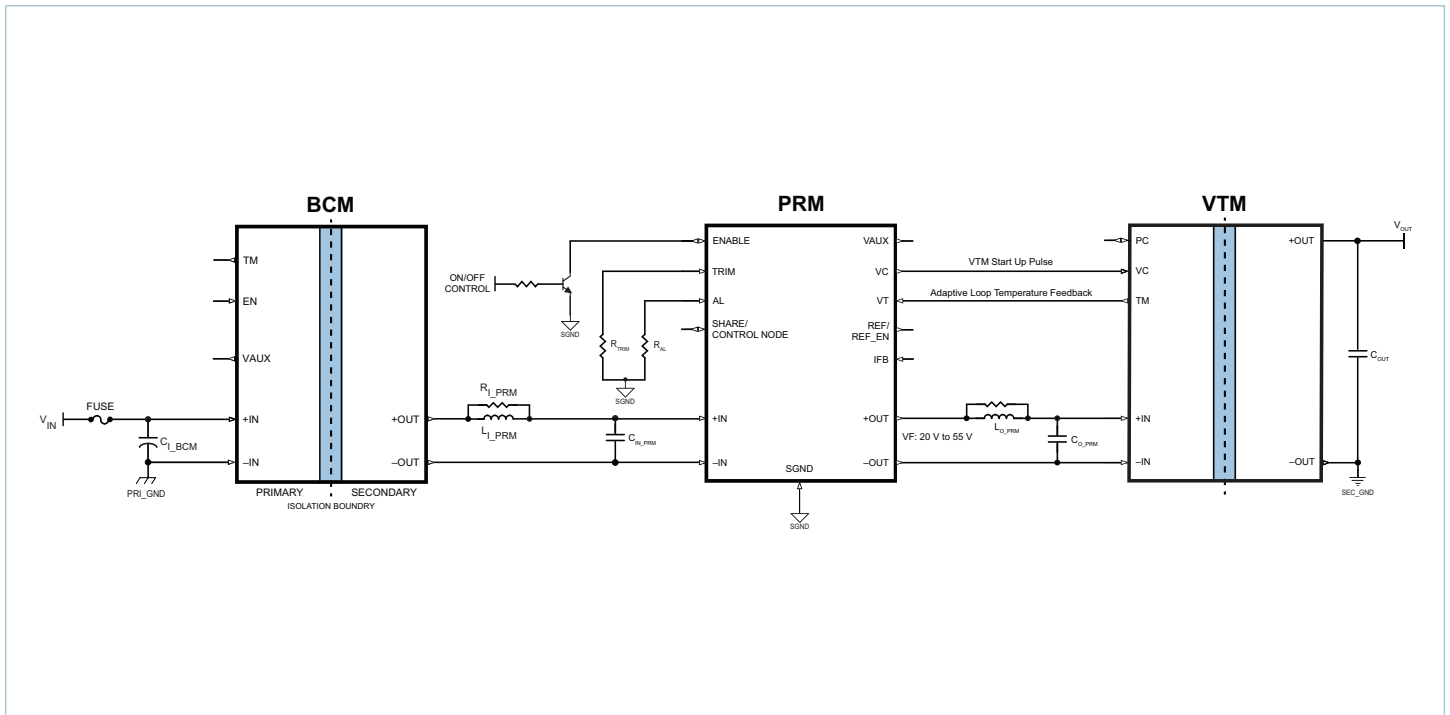 BCM
PRM
VTM
TM
EN
VAUX
FUSE
V_IN
C_I_BCM
PRI_GND
+IN
–IN
PRIMARY
SECONDARY
ISOLATION BOUNDRY
+OUT
–OUT
ON/OFF
CONTROL
SGND
R_TRIM
R_AL
SGND
R_I_PRM
L_I_PRM
C_IN_PRM
ENABLE
TRIM
AL
SHARE/
CONTROL NODE
+IN
–IN
VAUX
VC
VT
REF/
REF_EN
IFB
+OUT
–OUT
SGND
SGND
VTM Start Up Pulse
Adaptive Loop Temperature Feedback
VF: 20 V to 55 V
L_O_PRM
C_O_PRM
PC
VC
TM
+IN
–IN
+OUT
–OUT
V_OUT
C_OUT
SEC_GND